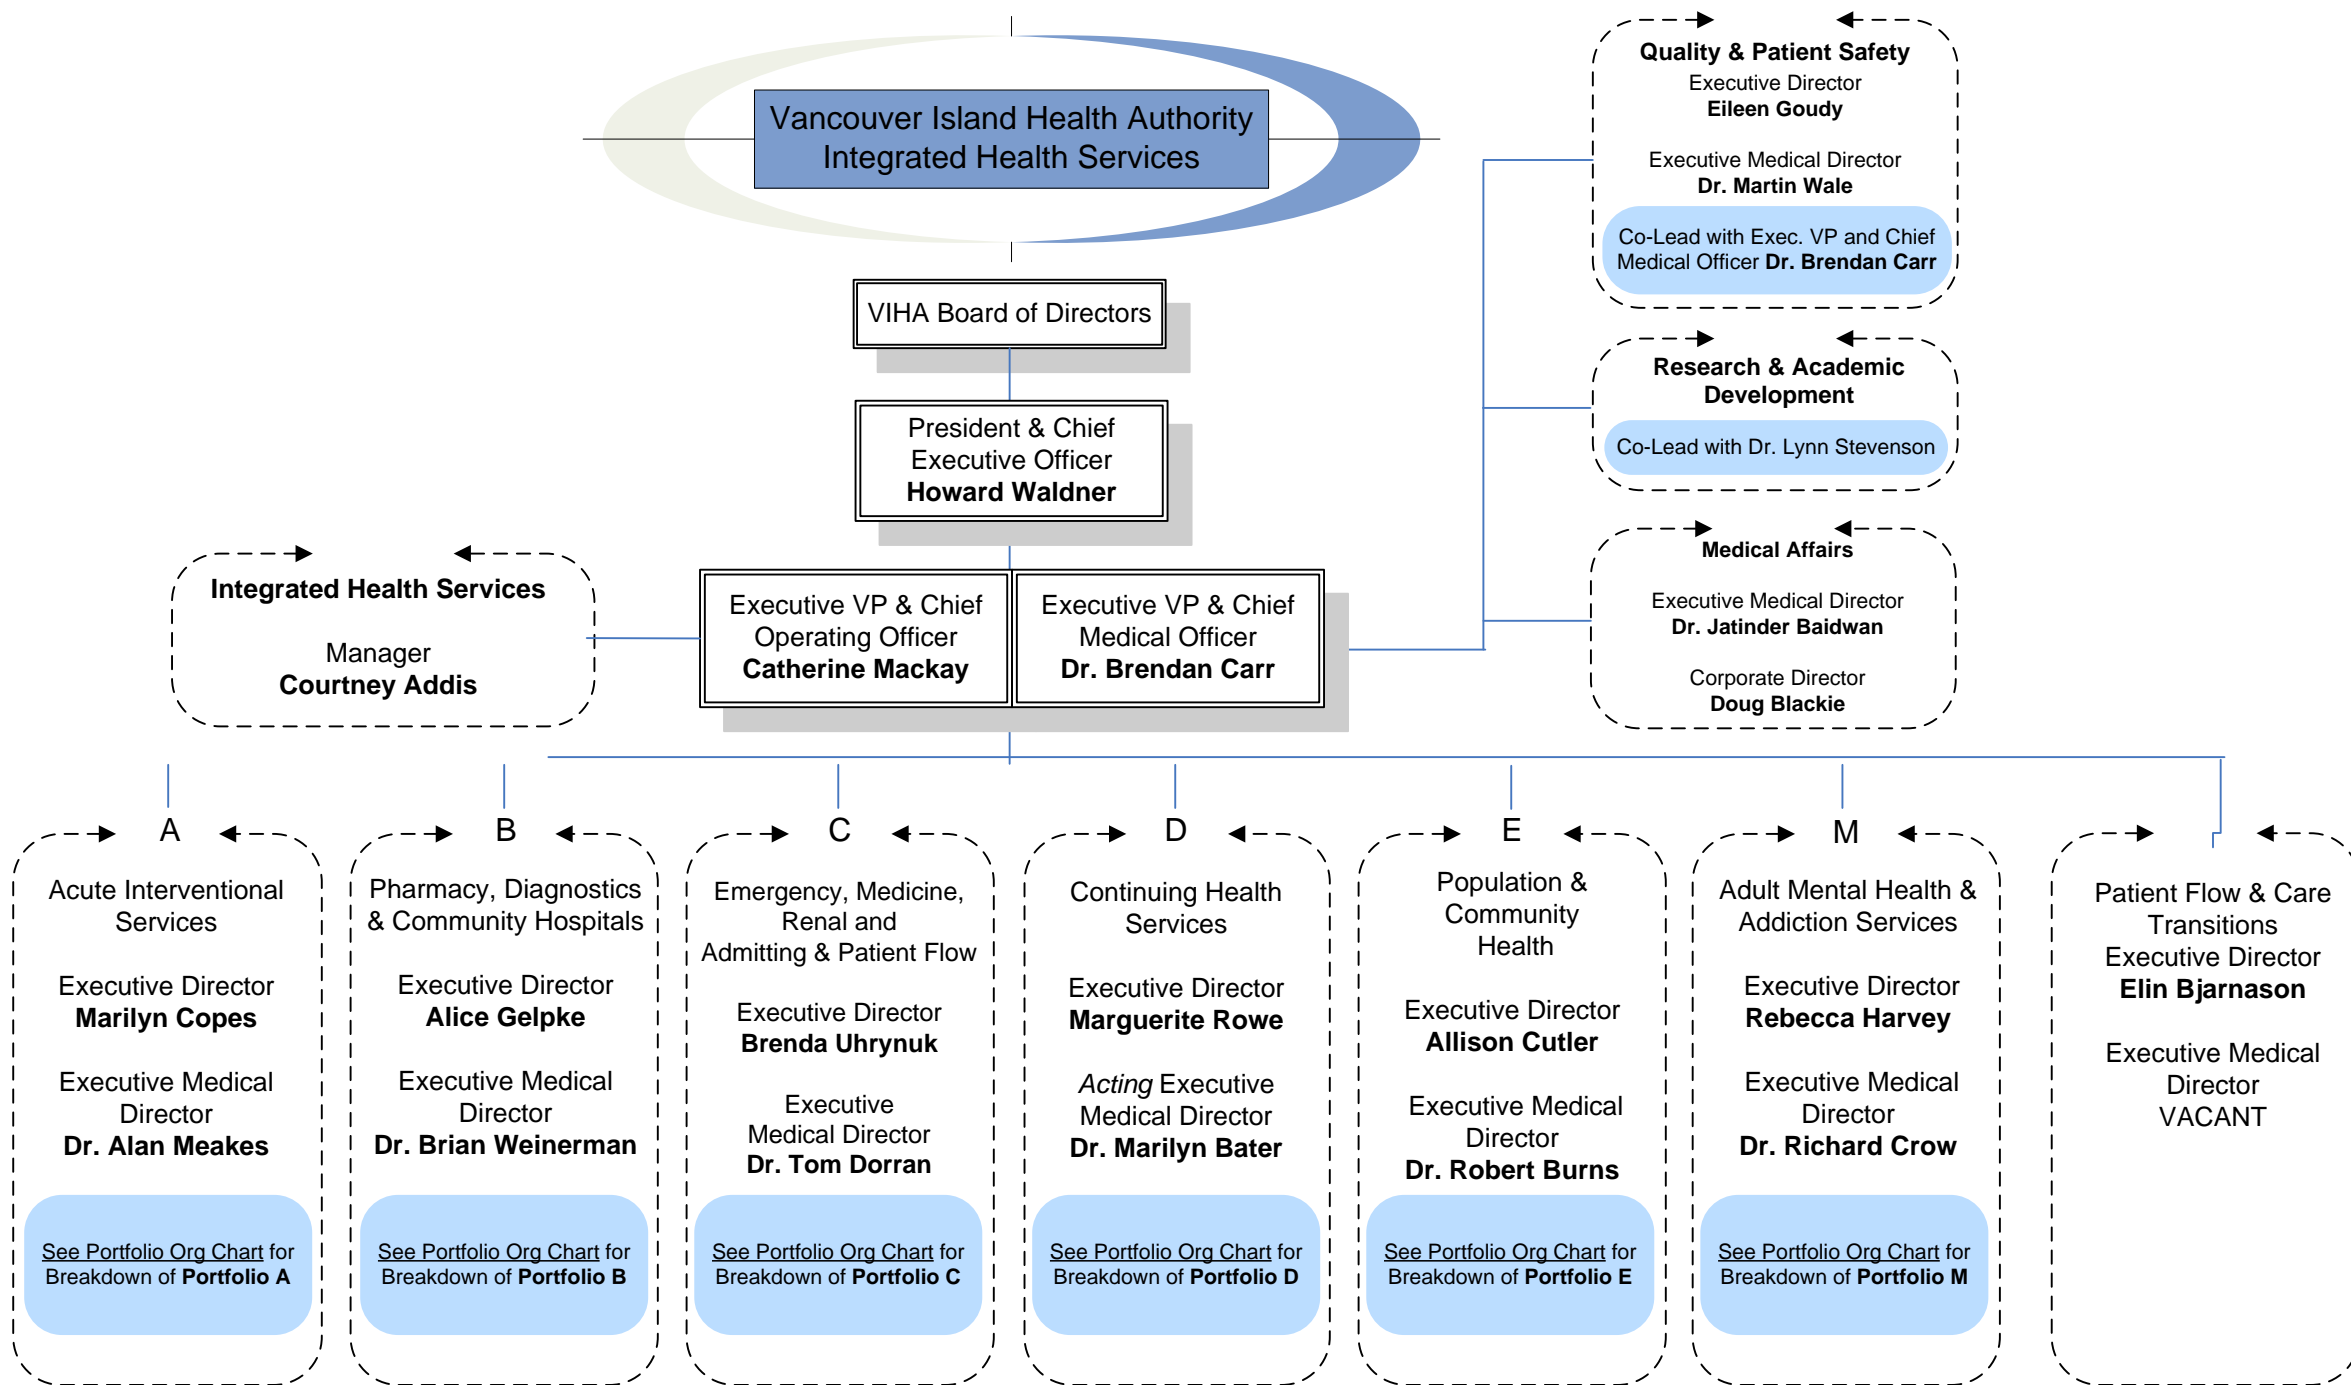 Vancouver Island Health Authority
Integrated Health Services
Quality & Patient Safety
Executive Director
Eileen Goudy
Executive Medical Director
Dr. Martin Wale
Co-Lead with Exec. VP and Chief
Medical Officer Dr. Brendan Carr
VIHA Board of Directors
Research & Academic
Development
Co-Lead with Dr. Lynn Stevenson
President & Chief
Executive Officer
Howard Waldner
Medical Affairs
Executive Medical Director
Dr. Jatinder Baidwan
Corporate Director
Doug Blackie
Integrated Health Services
Manager
Courtney Addis
Executive VP & Chief
Operating Officer
Catherine Mackay
Executive VP & Chief
Medical Officer
Dr. Brendan Carr
A
Acute Interventional
Services
Executive Director
Marilyn Copes
Executive Medical
Director
Dr. Alan Meakes
See Portfolio Org Chart for
Breakdown of Portfolio A
B
Pharmacy, Diagnostics
& Community Hospitals
Executive Director
Alice Gelpke
Executive Medical
Director
Dr. Brian Weinerman
See Portfolio Org Chart for
Breakdown of Portfolio B
C
Emergency, Medicine,
Renal and
Admitting & Patient Flow
Executive Director
Brenda Uhrynuk
Executive
Medical Director
Dr. Tom Dorran
See Portfolio Org Chart for
Breakdown of Portfolio C
D
Continuing Health
Services
Executive Director
Marguerite Rowe
Acting Executive
Medical Director
Dr. Marilyn Bater
See Portfolio Org Chart for
Breakdown of Portfolio D
E
Population &
Community
Health
Executive Director
Allison Cutler
Executive Medical
Director
Dr. Robert Burns
See Portfolio Org Chart for
Breakdown of Portfolio E
M
Adult Mental Health &
Addiction Services
Executive Director
Rebecca Harvey
Executive Medical
Director
Dr. Richard Crow
See Portfolio Org Chart for
Breakdown of Portfolio M
Patient Flow & Care
Transitions
Executive Director
Elin Bjarnason
Executive Medical
Director
VACANT